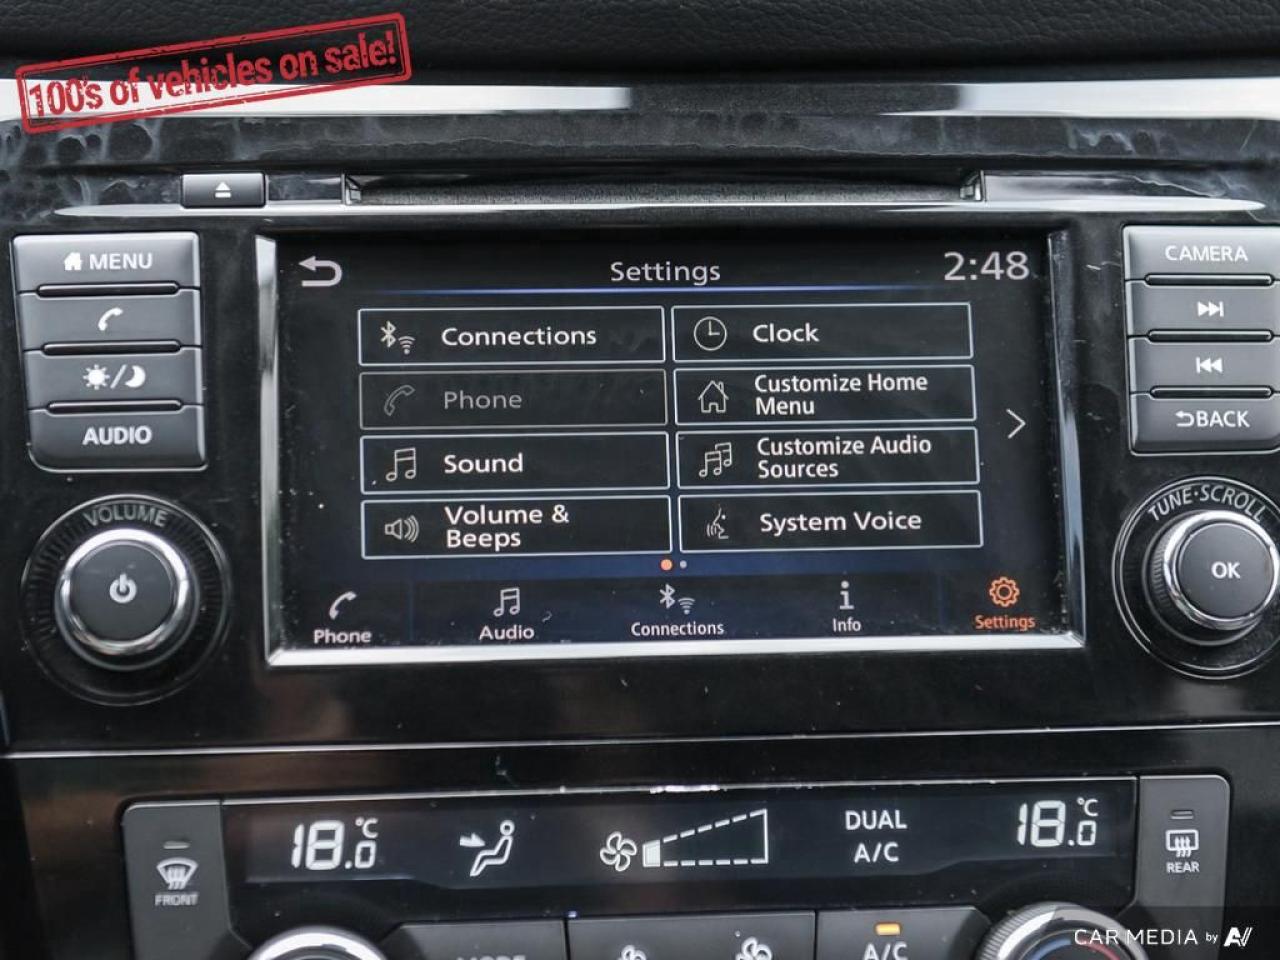 100's of vehicles on sale!
MENU
CAMERA
Settings
2:48
Connections
Clock
Phone
Customize Home
Menu
Sound
Customize Audio
Sources
Volume &
Beeps
System Voice
AUDIO
BACK
VOLUME
TUNE·SCROLL
OK
Phone
Audio
Connections
Info
Settings
18.0°C
DUAL
A/C
18.0°C
FRONT
REAR
MODE
A/C
CAR MEDIA by AV